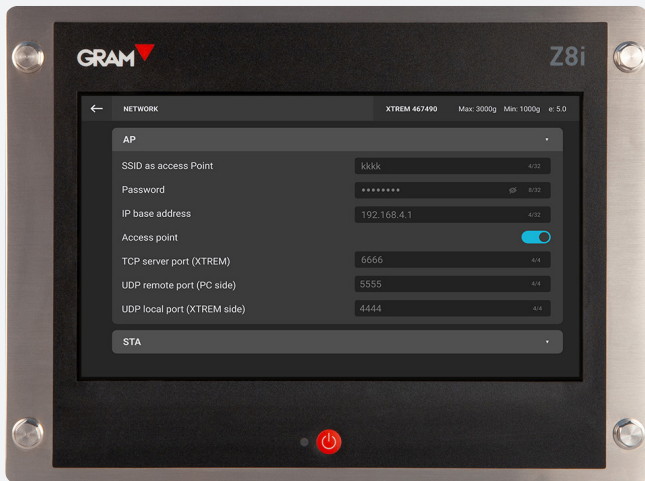 GRAM
Z8i
NETWORK XTREM 467490 Max: 3000g Min: 1000g e: 5.0
AP
SSID as access Point kkkk 4/32
Password •••••••• 8/32
IP base address 192.168.4.1 4/32
Access point
TCP server port (XTREM) 6666 4/4
UDP remote port (PC side) 5555 4/4
UDP local port (XTREM side) 4444 4/4
STA